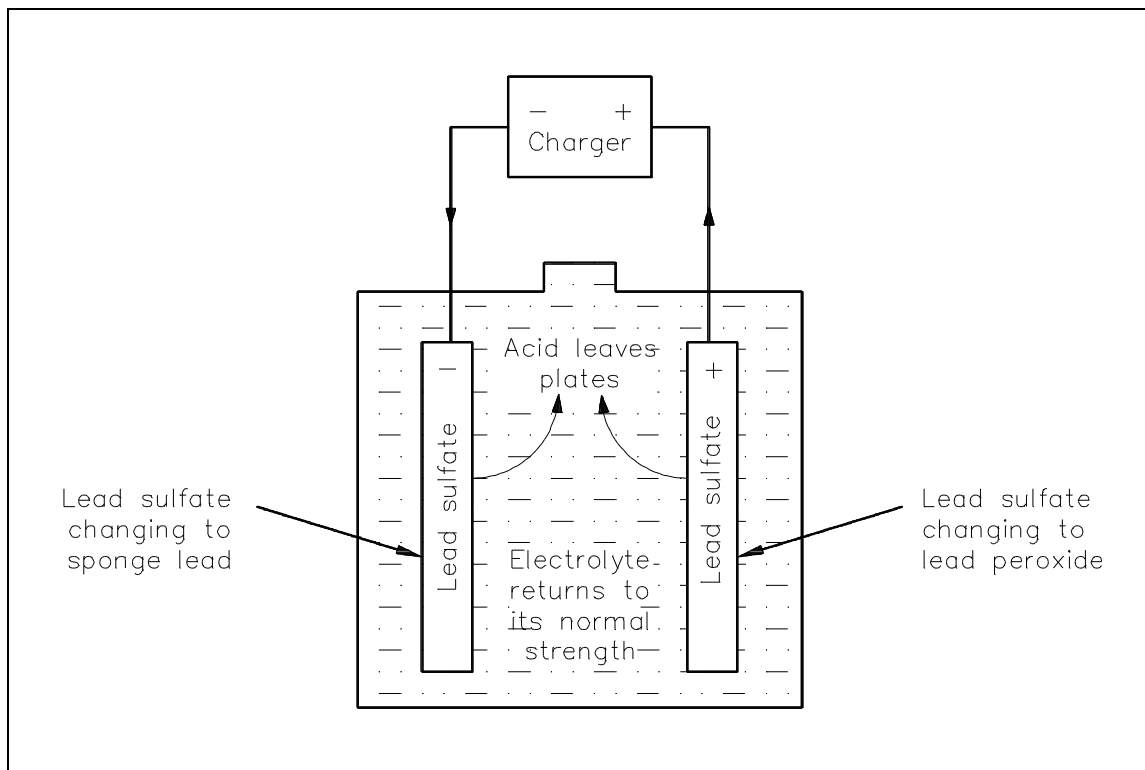 - +
Charger
Acid leaves
plates
-
+
Lead sulfate
Lead sulfate
Lead sulfate
changing to
sponge lead
Lead sulfate
changing to
lead peroxide
Electrolyte
returns to
its normal
strength